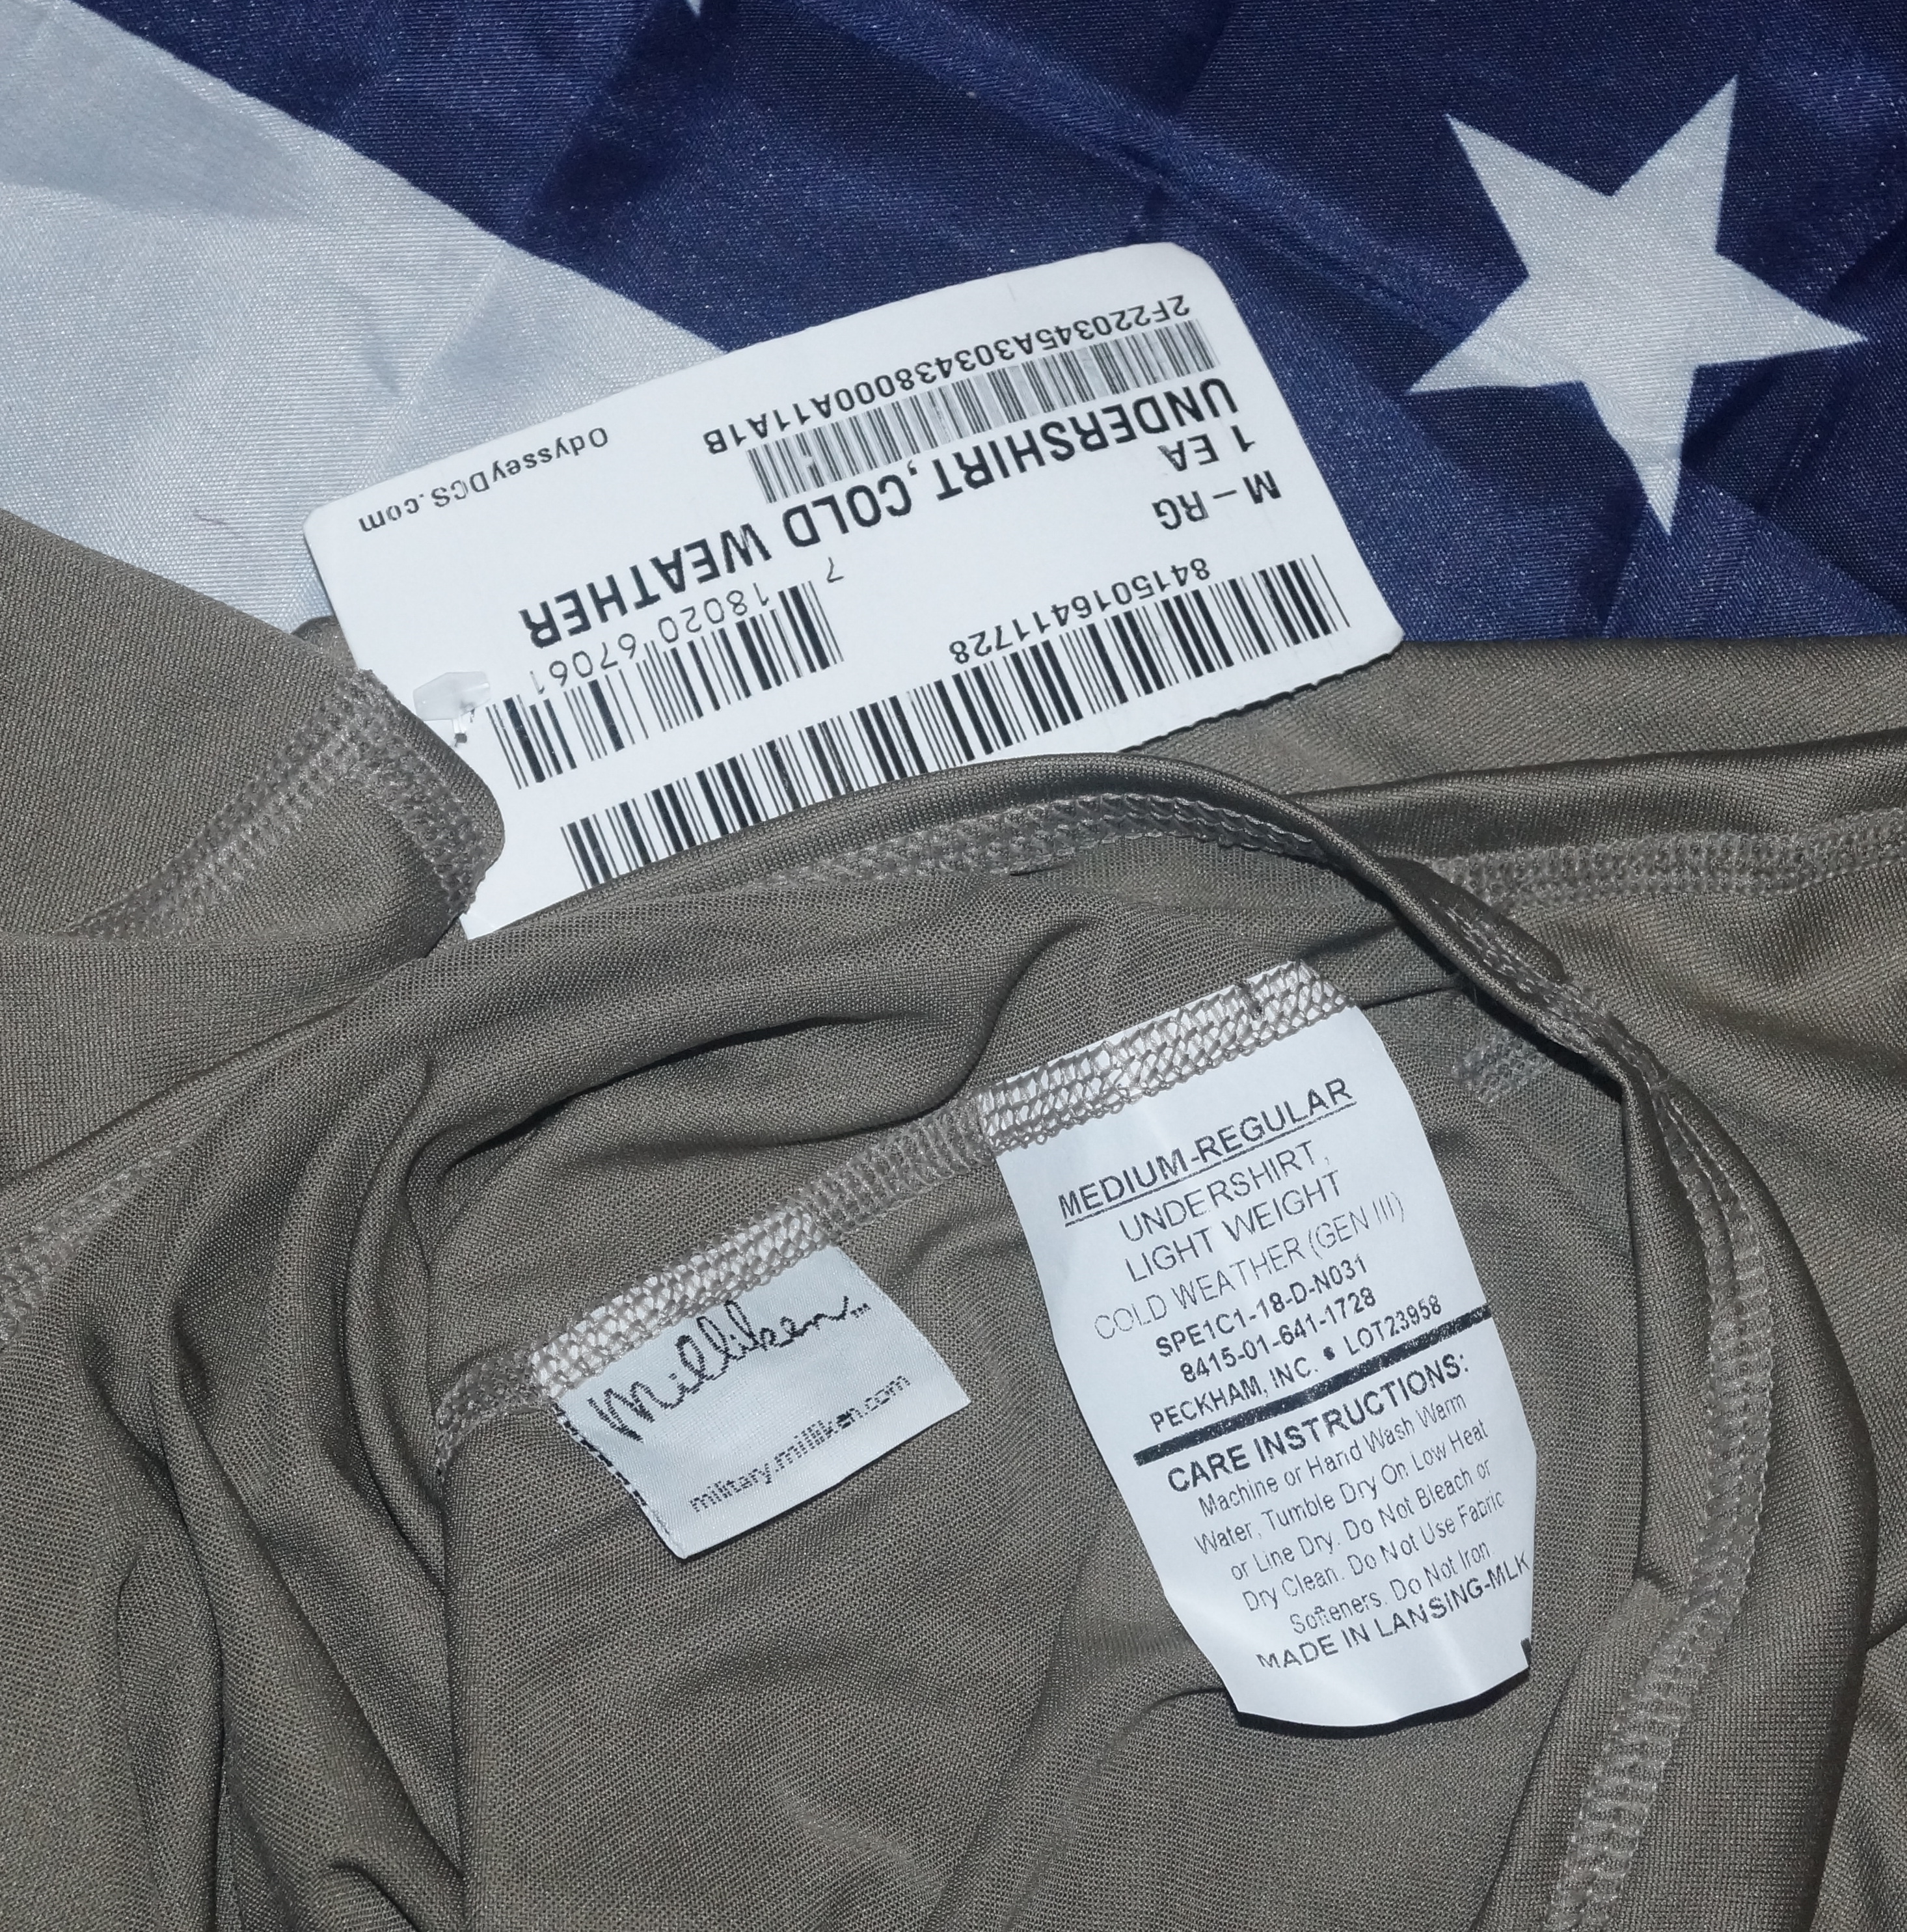 2F220345A303438000A11A1B
OdysseyDCS.com
UNDERSHIRT, COLD WEATHER
1 EA
M-RG
7 18020 67061
8415016411728
MEDIUM-REGULAR
UNDERSHIRT,
LIGHT WEIGHT
COLD WEATHER (GEN III)
SPE1C1-18-D-N031
8415-01-641-1728
PECKHAM, INC. • LOT23958
CARE INSTRUCTIONS:
Machine or Hand Wash Warm
Water, Tumble Dry On Low Heat
or Line Dry. Do Not Bleach or
Dry Clean. Do Not Use Fabric
Softeners. Do Not Iron
MADE IN LANSING-MLK
Milliken™
military.milliken.com